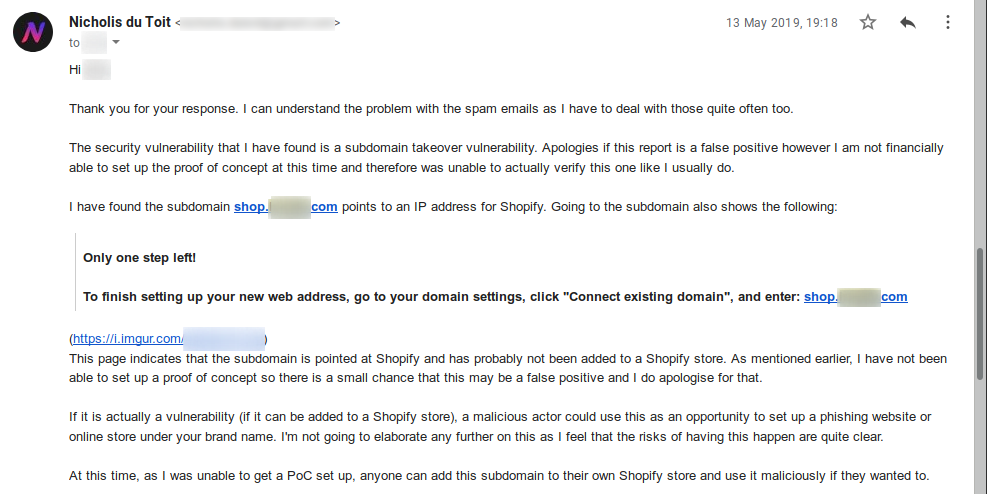 Nicholis du Toit < >
13 May 2019, 19:18
to
Hi
Thank you for your response. I can understand the problem with the spam emails as I have to deal with those quite often too.
The security vulnerability that I have found is a subdomain takeover vulnerability. Apologies if this report is a false positive however I am not financially
able to set up the proof of concept at this time and therefore was unable to actually verify this one like I usually do.
I have found the subdomain shop. com points to an IP address for Shopify. Going to the subdomain also shows the following:
Only one step left!
To finish setting up your new web address, go to your domain settings, click "Connect existing domain", and enter: shop. com
(https://i.imgur.com/ )
This page indicates that the subdomain is pointed at Shopify and has probably not been added to a Shopify store. As mentioned earlier, I have not been
able to set up a proof of concept so there is a small chance that this may be a false positive and I do apologise for that.
If it is actually a vulnerability (if it can be added to a Shopify store), a malicious actor could use this as an opportunity to set up a phishing website or
online store under your brand name. I'm not going to elaborate any further on this as I feel that the risks of having this happen are quite clear.
At this time, as I was unable to get a PoC set up, anyone can add this subdomain to their own Shopify store and use it maliciously if they wanted to.